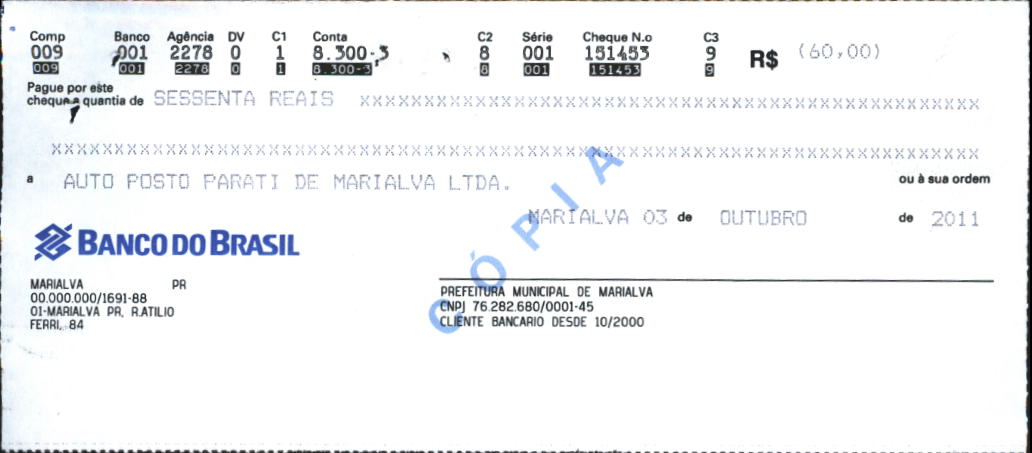 Comp Banco Agência DV C1 Conta C2 Série Cheque N.o C3
009 001 2278 0 1 8.300-3 8 001 151453 9 R$ (60,00)
009 001 2278 0 1 8.300-3 8 001 151453 9
Pague por este
cheque a quantia de SESSENTA REAIS XXXXXXXXXXXXXXXXXXXXXXXXXXXXXXXXXXXXXXXXXXXXXXXXXXXXXXXXXX
XXXXXXXXXXXXXXXXXXXXXXXXXXXXXXXXXXXXXXXXXXXXXXXXXXXXXXXXXXXXXXXXXXXXXXXXXXXXXXXXXXXXXXX
a AUTO POSTO PARATI DE MARIALVA LTDA. ou à sua ordem
MARIALVA 03 de OUTUBRO de 2011
BANCO DO BRASIL
CÓPIA
MARIALVA PR
00.000.000/1691-88
01-MARIALVA PR, R.ATILIO
FERRI, 84
PREFEITURA MUNICIPAL DE MARIALVA
CNPJ 76.282.680/0001-45
CLIENTE BANCARIO DESDE 10/2000